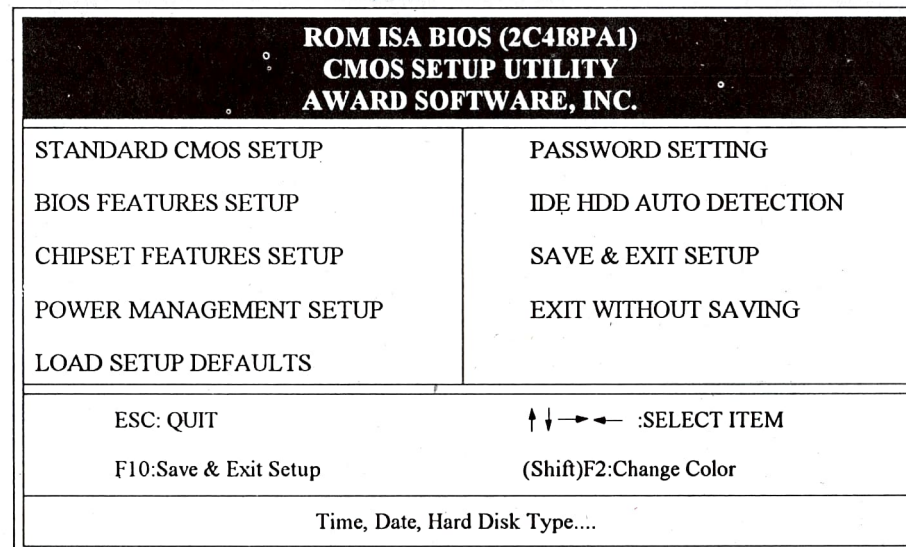 ROM ISA BIOS (2C4I8PA1)
CMOS SETUP UTILITY
AWARD SOFTWARE, INC.
STANDARD CMOS SETUP
BIOS FEATURES SETUP
CHIPSET FEATURES SETUP
POWER MANAGEMENT SETUP
LOAD SETUP DEFAULTS
PASSWORD SETTING
IDE HDD AUTO DETECTION
SAVE & EXIT SETUP
EXIT WITHOUT SAVING
ESC: QUIT
↑↓→← :SELECT ITEM
F10:Save & Exit Setup
(Shift)F2:Change Color
Time, Date, Hard Disk Type....